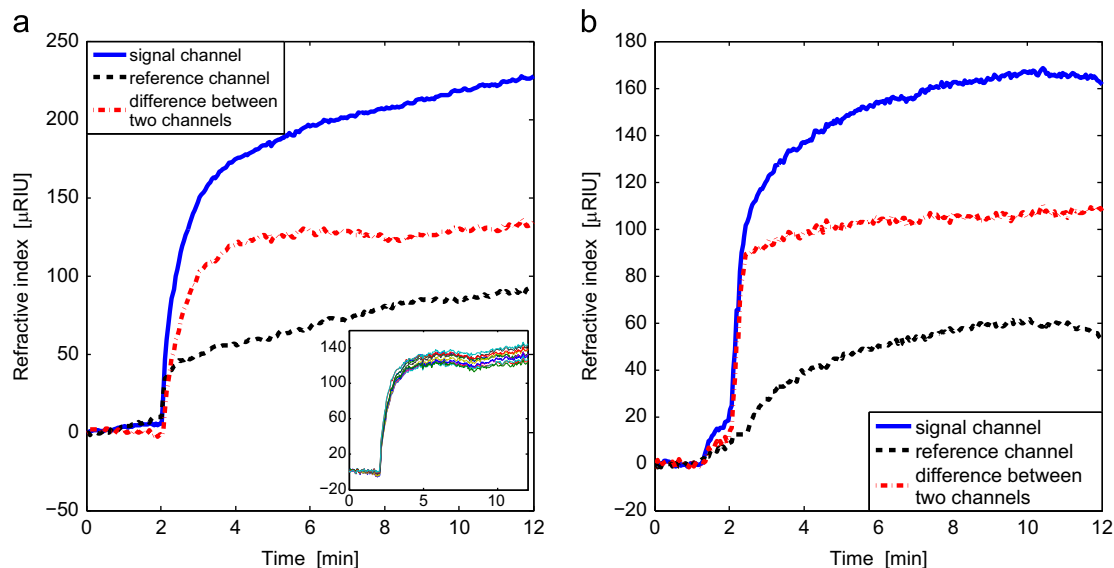 a
250
200
150
100
50
0
−50
Refractive index [μRIU]
signal channel
reference channel
difference between
two channels
140
100
60
20
−20
0
5
10
0
2
4
6
8
10
12
Time [min]
b
180
160
140
120
100
80
60
40
20
0
−20
Refractive index [μRIU]
signal channel
reference channel
difference between
two channels
0
2
4
6
8
10
12
Time [min]